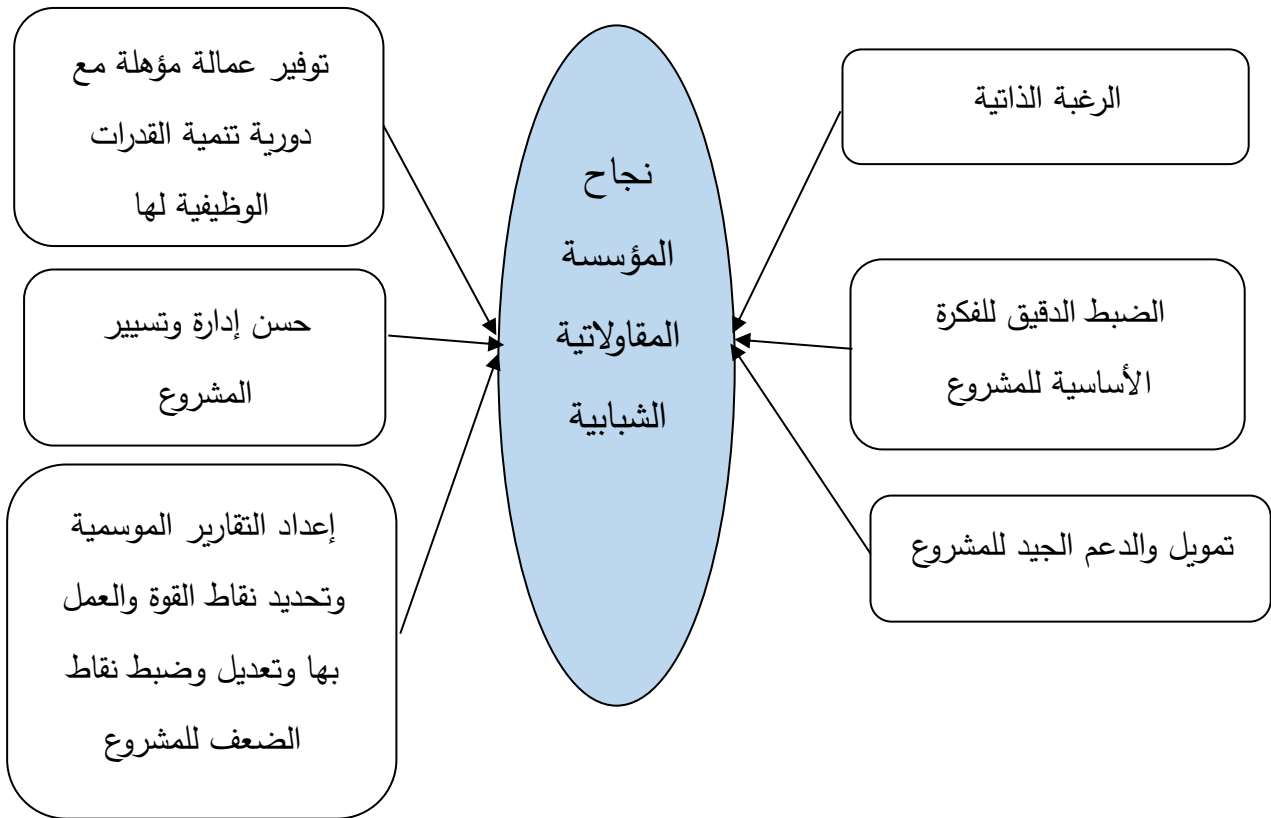 الرغبة الذاتية
الضبط الدقيق للفكرة
الأساسية للمشروع
تمويل والدعم الجيد للمشروع
نجاح
المؤسسة
المقاولاتية
الشبابية
توفير عمالة مؤهلة مع
دورية تنمية القدرات
الوظيفية لها
حسن إدارة وتسيير
المشروع
إعداد التقارير الموسمية
وتحديد نقاط القوة والعمل
بها وتعديل وضبط نقاط
الضعف للمشروع